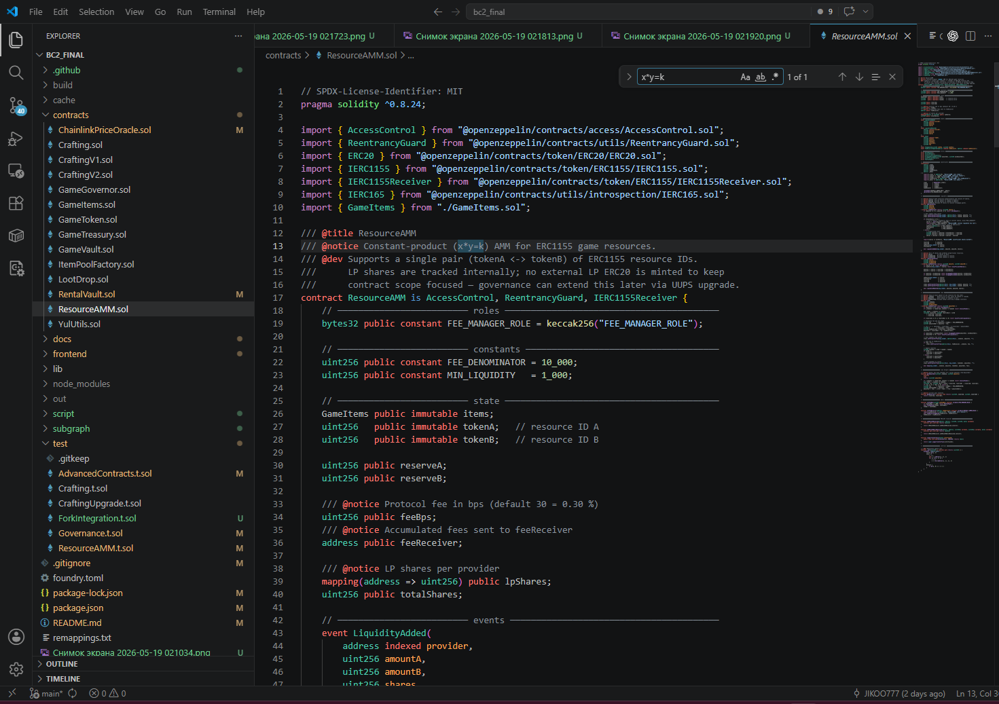 File Edit Selection View Go Run Terminal Help
bc2_final
9
EXPLORER
рана 2026-05-19 021723.png U
Снимок экрана 2026-05-19 021813.png U
Снимок экрана 2026-05-19 021920.png U
ResourceAMM.sol
contracts > ResourceAMM.sol > ...
x*y=k
Aa ab .* 1 of 1
BC2_FINAL
.github
build
cache
contracts
ChainlinkPriceOracle.sol M
Crafting.sol
CraftingV1.sol
CraftingV2.sol
GameGovernor.sol
GameItems.sol
GameToken.sol
GameTreasury.sol
GameVault.sol
ItemPoolFactory.sol
LootDrop.sol
RentalVault.sol M
ResourceAMM.sol
YulUtils.sol
docs
frontend
lib
node_modules
out
script
subgraph
test
.gitkeep
AdvancedContracts.t.sol M
Crafting.t.sol
CraftingUpgrade.t.sol
ForkIntegration.t.sol U
Governance.t.sol M
ResourceAMM.t.sol M
.gitignore M
foundry.toml
package-lock.json M
package.json M
README.md M
remappings.txt
Снимок экрана 2026-05-19 021034.png U
OUTLINE
TIMELINE
40
1 // SPDX-License-Identifier: MIT
2 pragma solidity ^0.8.24;
3
4 import { AccessControl } from "@openzeppelin/contracts/access/AccessControl.sol";
5 import { ReentrancyGuard } from "@openzeppelin/contracts/utils/ReentrancyGuard.sol";
6 import { ERC20 } from "@openzeppelin/contracts/token/ERC20/ERC20.sol";
7 import { IERC1155 } from "@openzeppelin/contracts/token/ERC1155/IERC1155.sol";
8 import { IERC1155Receiver } from "@openzeppelin/contracts/token/ERC1155/IERC1155Receiver.sol";
9 import { IERC165 } from "@openzeppelin/contracts/utils/introspection/IERC165.sol";
10 import { GameItems } from "./GameItems.sol";
11
12 /// @title ResourceAMM
13 /// @notice Constant-product (x*y=k) AMM for ERC1155 game resources.
14 /// @dev Supports a single pair (tokenA <-> tokenB) of ERC1155 resource IDs.
15 /// LP shares are tracked internally; no external LP ERC20 is minted to keep
16 /// contract scope focused — governance can extend this later via UUPS upgrade.
17 contract ResourceAMM is AccessControl, ReentrancyGuard, IERC1155Receiver {
18 // ───────────────────────── roles ─────────────────────────────────────────
19 bytes32 public constant FEE_MANAGER_ROLE = keccak256("FEE_MANAGER_ROLE");
20
21 // ───────────────────────── constants ─────────────────────────────────────
22 uint256 public constant FEE_DENOMINATOR = 10_000;
23 uint256 public constant MIN_LIQUIDITY = 1_000;
24
25 // ───────────────────────── state ─────────────────────────────────────────
26 GameItems public immutable items;
27 uint256 public immutable tokenA; // resource ID A
28 uint256 public immutable tokenB; // resource ID B
29
30 uint256 public reserveA;
31 uint256 public reserveB;
32
33 /// @notice Protocol fee in bps (default 30 = 0.30 %)
34 uint256 public feeBps;
35 /// @notice Accumulated fees sent to feeReceiver
36 address public feeReceiver;
37
38 /// @notice LP shares per provider
39 mapping(address => uint256) public lpShares;
40 uint256 public totalShares;
41
42 // ───────────────────────── events ────────────────────────────────────────
43 event LiquidityAdded(
44 address indexed provider,
45 uint256 amountA,
46 uint256 amountB,
47 uint256 shares
main* 0 0
JIKOO777 (2 days ago) Ln 13, Col 3